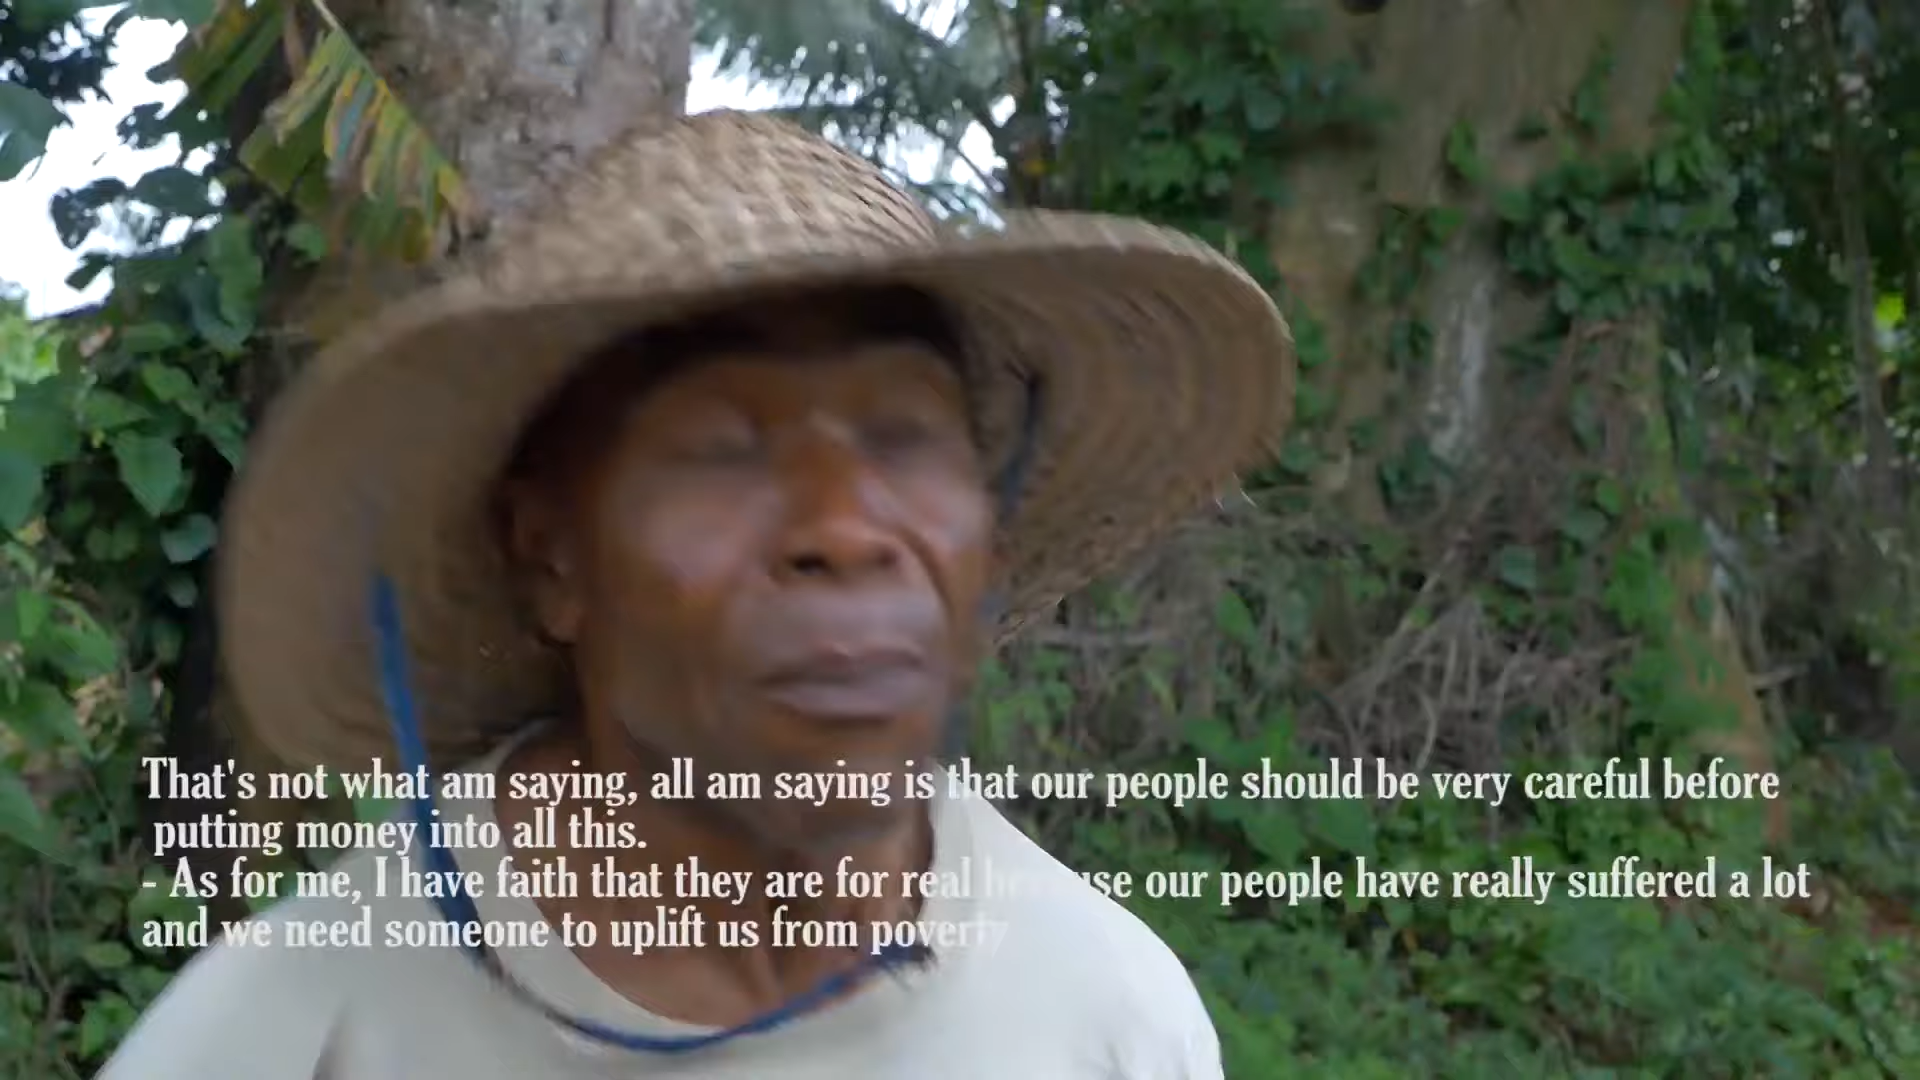 That's not what am saying, all am saying is that our people should be very careful before
putting money into all this.
- As for me, I have faith that they are for real because our people have really suffered a lot
and we need someone to uplift us from poverty